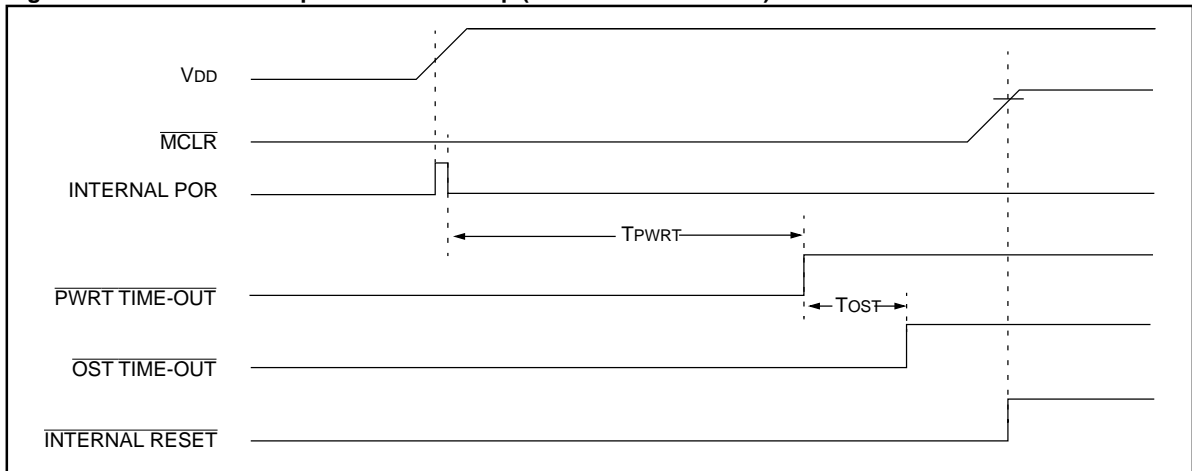 VDD
MCLR
INTERNAL POR
TPWRT
PWRT TIME-OUT
TOST
OST TIME-OUT
INTERNAL RESET